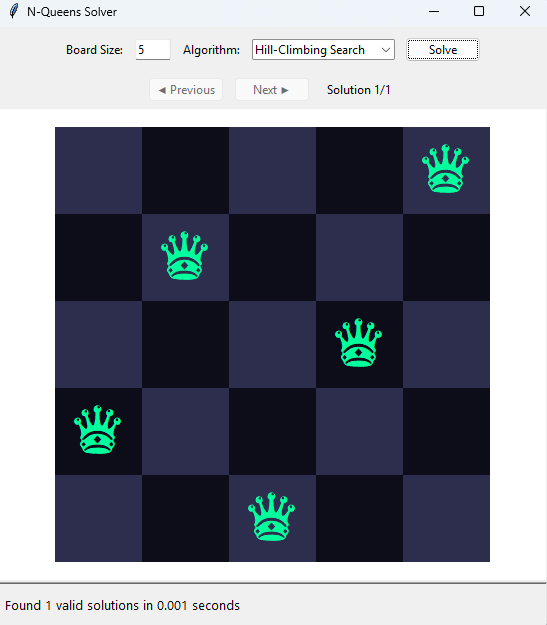 N-Queens Solver
Board Size: 5 Algorithm: Hill-Climbing Search Solve
◄ Previous Next ► Solution 1/1
Found 1 valid solutions in 0.001 seconds